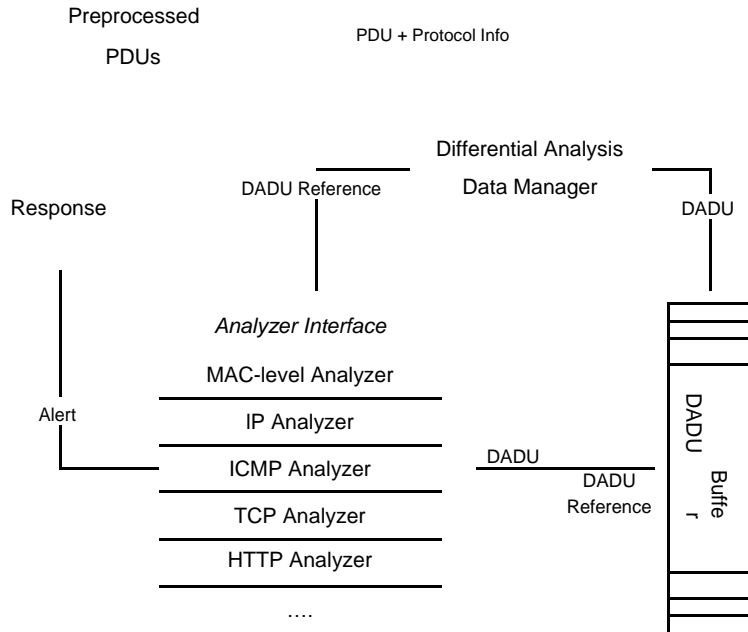 Preprocessed
PDUs
PDU + Protocol Info
Differential Analysis
Data Manager
DADU Reference
DADU
Response
Analyzer Interface
MAC-level Analyzer
Alert
IP Analyzer
ICMP Analyzer
TCP Analyzer
HTTP Analyzer
....
DADU
DADU
Reference
DADU
Buffe
r